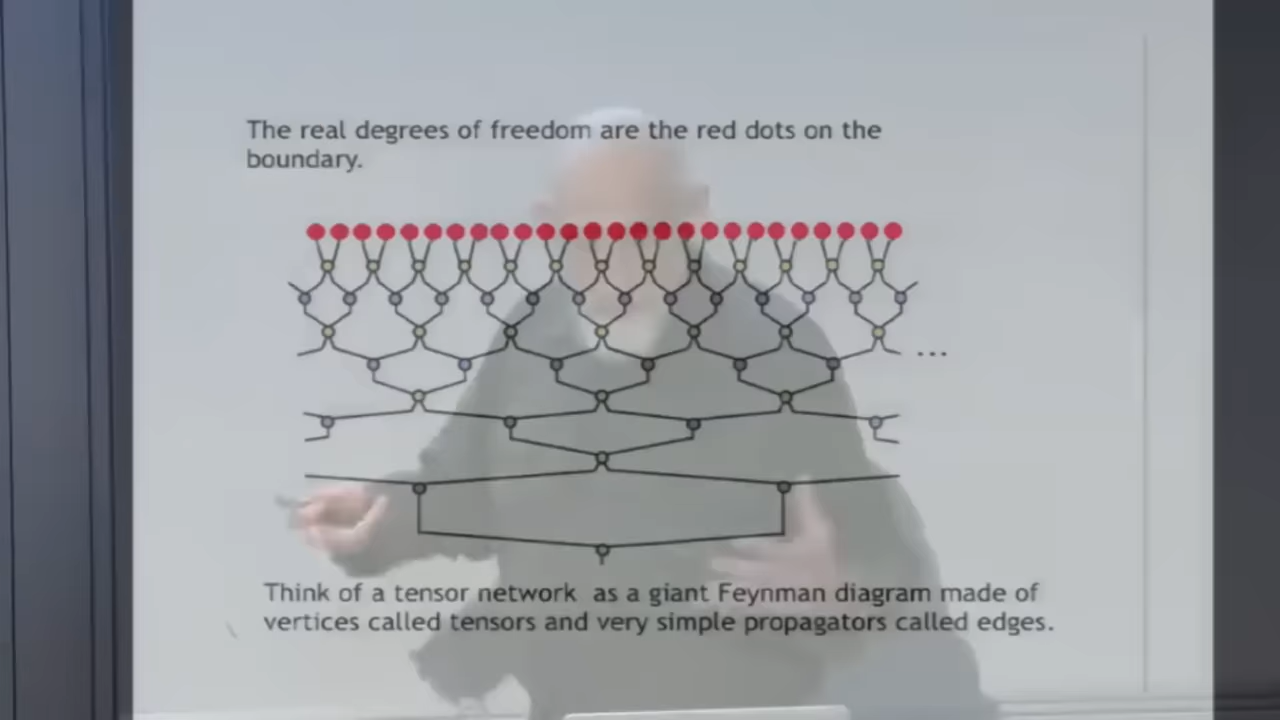 The real degrees of freedom are the red dots on the
boundary.
...
Think of a tensor network as a giant Feynman diagram made of
vertices called tensors and very simple propagators called edges.